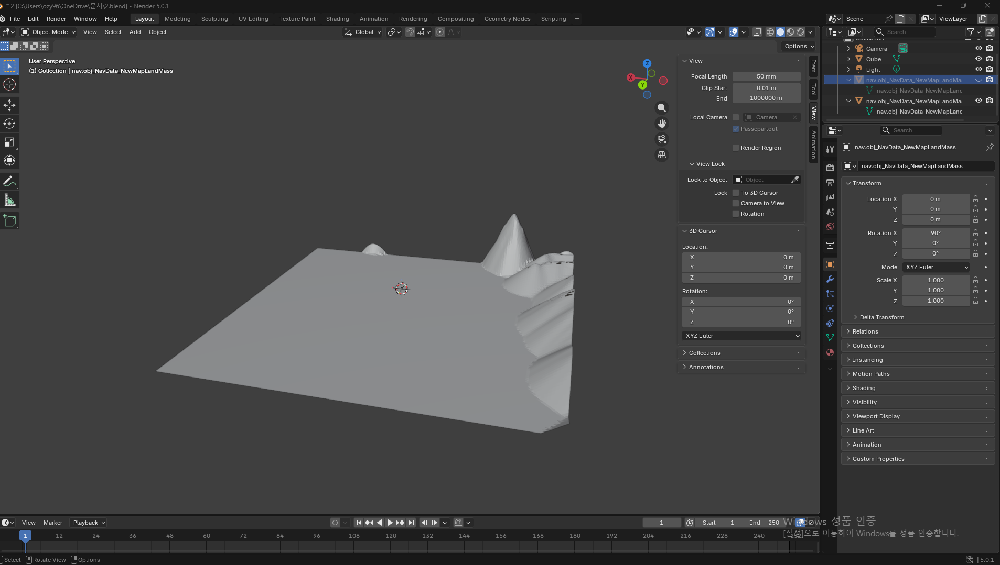 * 2 [C:\Users\ozy96\OneDrive\문서\2.blend] - Blender 5.0.1
File Edit Render Window Help Layout Modeling Sculpting UV Editing Texture Paint Shading Animation Rendering Compositing Geometry Nodes Scripting +
Scene ViewLayer
Object Mode View Select Add Object Global
Search
Options
User Perspective
(1) Collection | nav.obj_NavData_NewMapLandMass
Z
X
Y
View
Focal Length 50 mm
Clip Start 0.01 m
End 1000000 m
Local Camera Camera
Passepartout
Render Region
View Lock
Lock to Object Object
Lock To 3D Cursor
Camera to View
Rotation
3D Cursor
Location:
X 0 m
Y 0 m
Z 0 m
Rotation:
X 0°
Y 0°
Z 0°
XYZ Euler
Collections
Annotations
Item
Tool
View
Animation
Collection
Camera
Cube
Light
nav.obj_NavData_NewMapLandMas
nav.obj_NavData_NewMapLand
nav.obj_NavData_NewMapLandMas
nav.obj_NavData_NewMapLand
Search
nav.obj_NavData_NewMapLandMass
nav.obj_NavData_NewMapLandMass
Transform
Location X 0 m
Y 0 m
Z 0 m
Rotation X 90°
Y 0°
Z 0°
Mode XYZ Euler
Scale X 1.000
Y 1.000
Z 1.000
Delta Transform
Relations
Collections
Instancing
Motion Paths
Shading
Visibility
Viewport Display
Line Art
Animation
Custom Properties
View Marker Playback
1 Start 1 End 250
Windows 정품 인증
[설정]으로 이동하여 Windows를 정품 인증합니다.
1 12 24 36 48 60 72 84 96 108 120 132 144 156 168 180 192 204 216 228 240 252
Select Rotate View Options
5.0.1